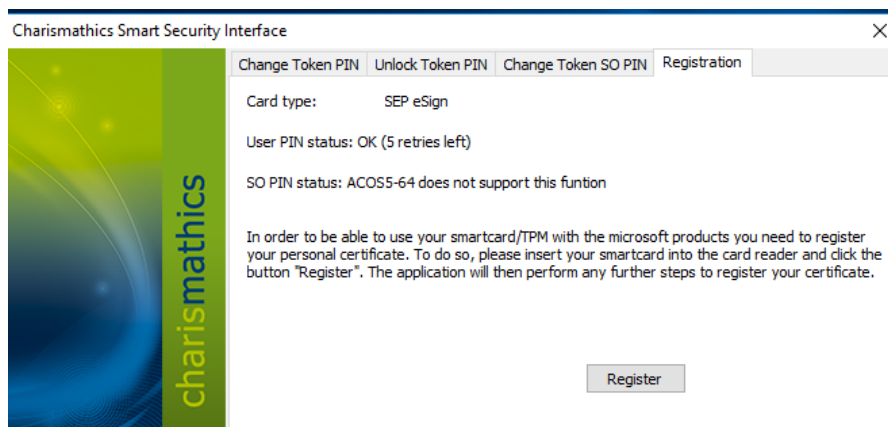 Charismathics Smart Security Interface
Change Token PIN Unlock Token PIN Change Token SO PIN Registration
Card type: SEP eSign
User PIN status: OK (5 retries left)
SO PIN status: ACOS5-64 does not support this funtion
In order to be able to use your smartcard/TPM with the microsoft products you need to register
your personal certificate. To do so, please insert your smartcard into the card reader and click the
button "Register". The application will then perform any further steps to register your certificate.
Register
charismathics